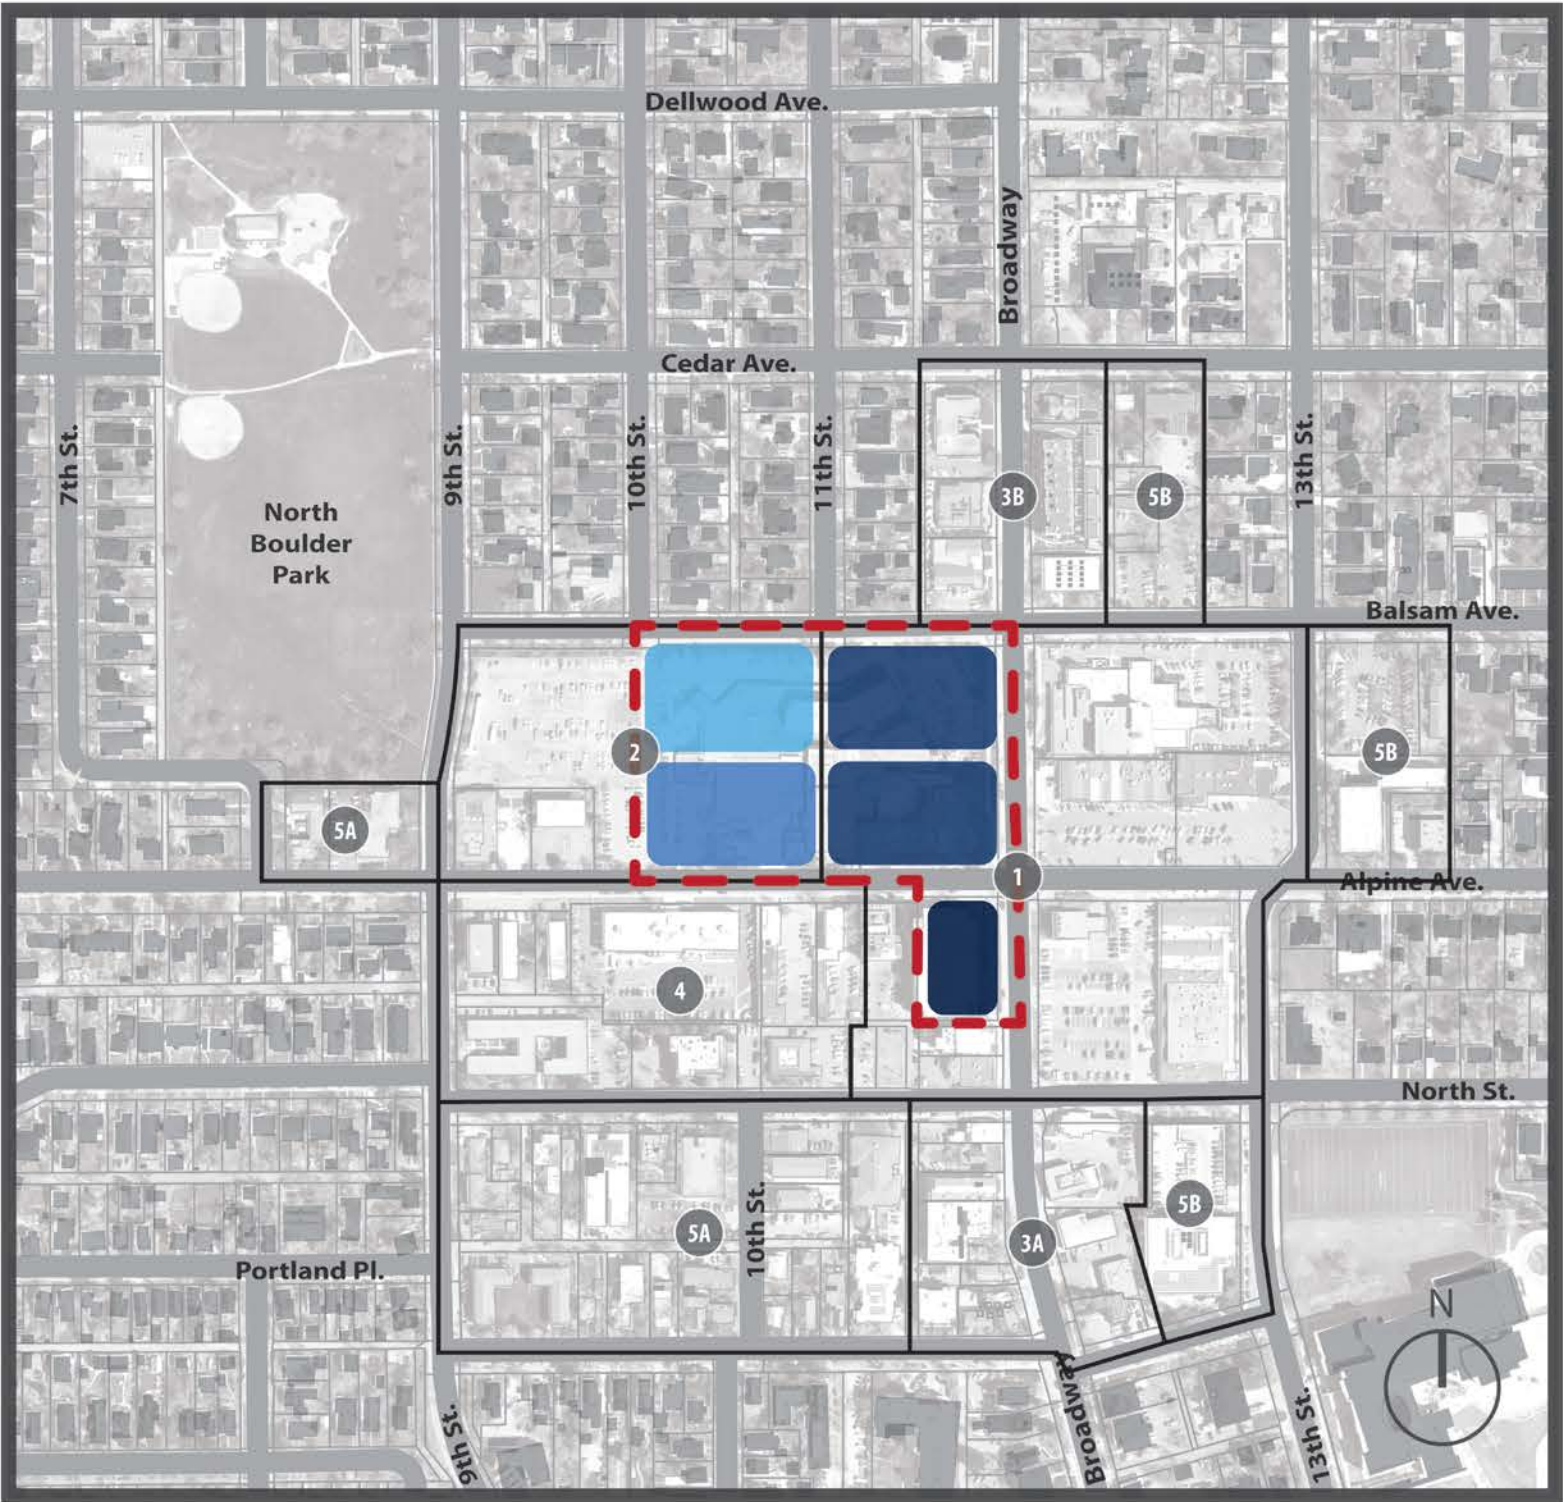 Dellwood Ave.
Broadway
Cedar Ave.
7th St.
9th St.
10th St.
11th St.
13th St.
3B
5B
North
Boulder
Park
Balsam Ave.
2
5B
5A
1
Alpine Ave.
4
North St.
5A
10th St.
3A
5B
Portland Pl.
N
9th St.
Broadway
13th St.